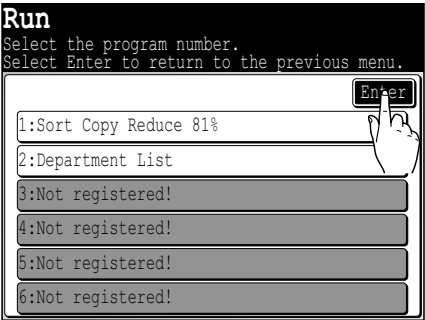 Run
Select the program number.
Select Enter to return to the previous menu.
Enter
1:Sort Copy Reduce 81%
2:Department List
3:Not registered!
4:Not registered!
5:Not registered!
6:Not registered!